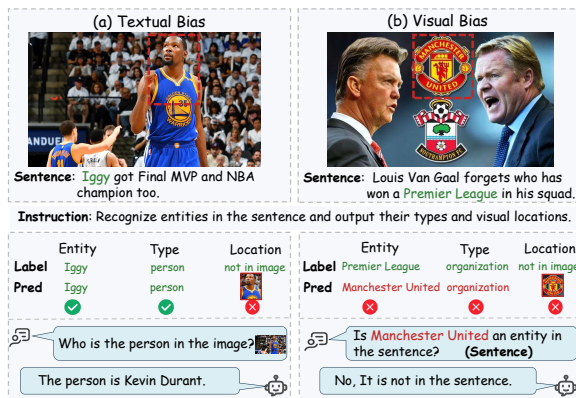 (a) Textual Bias
Sentence: Iggy got Final MVP and NBA
champion too.
(b) Visual Bias
MANCHESTER
UNITED
SOUTHAMPTON FC
Sentence: Louis Van Gaal forgets who has
won a Premier League in his squad.
Instruction: Recognize entities in the sentence and output their types and visual locations.
Entity Type Location
Label Iggy person not in image
Pred Iggy person
Who is the person in the image?
The person is Kevin Durant.
Entity Type Location
Label Premier League organization not in image
Pred Manchester United organization
Is Manchester United an entity in
the sentence? (Sentence)
No, It is not in the sentence.